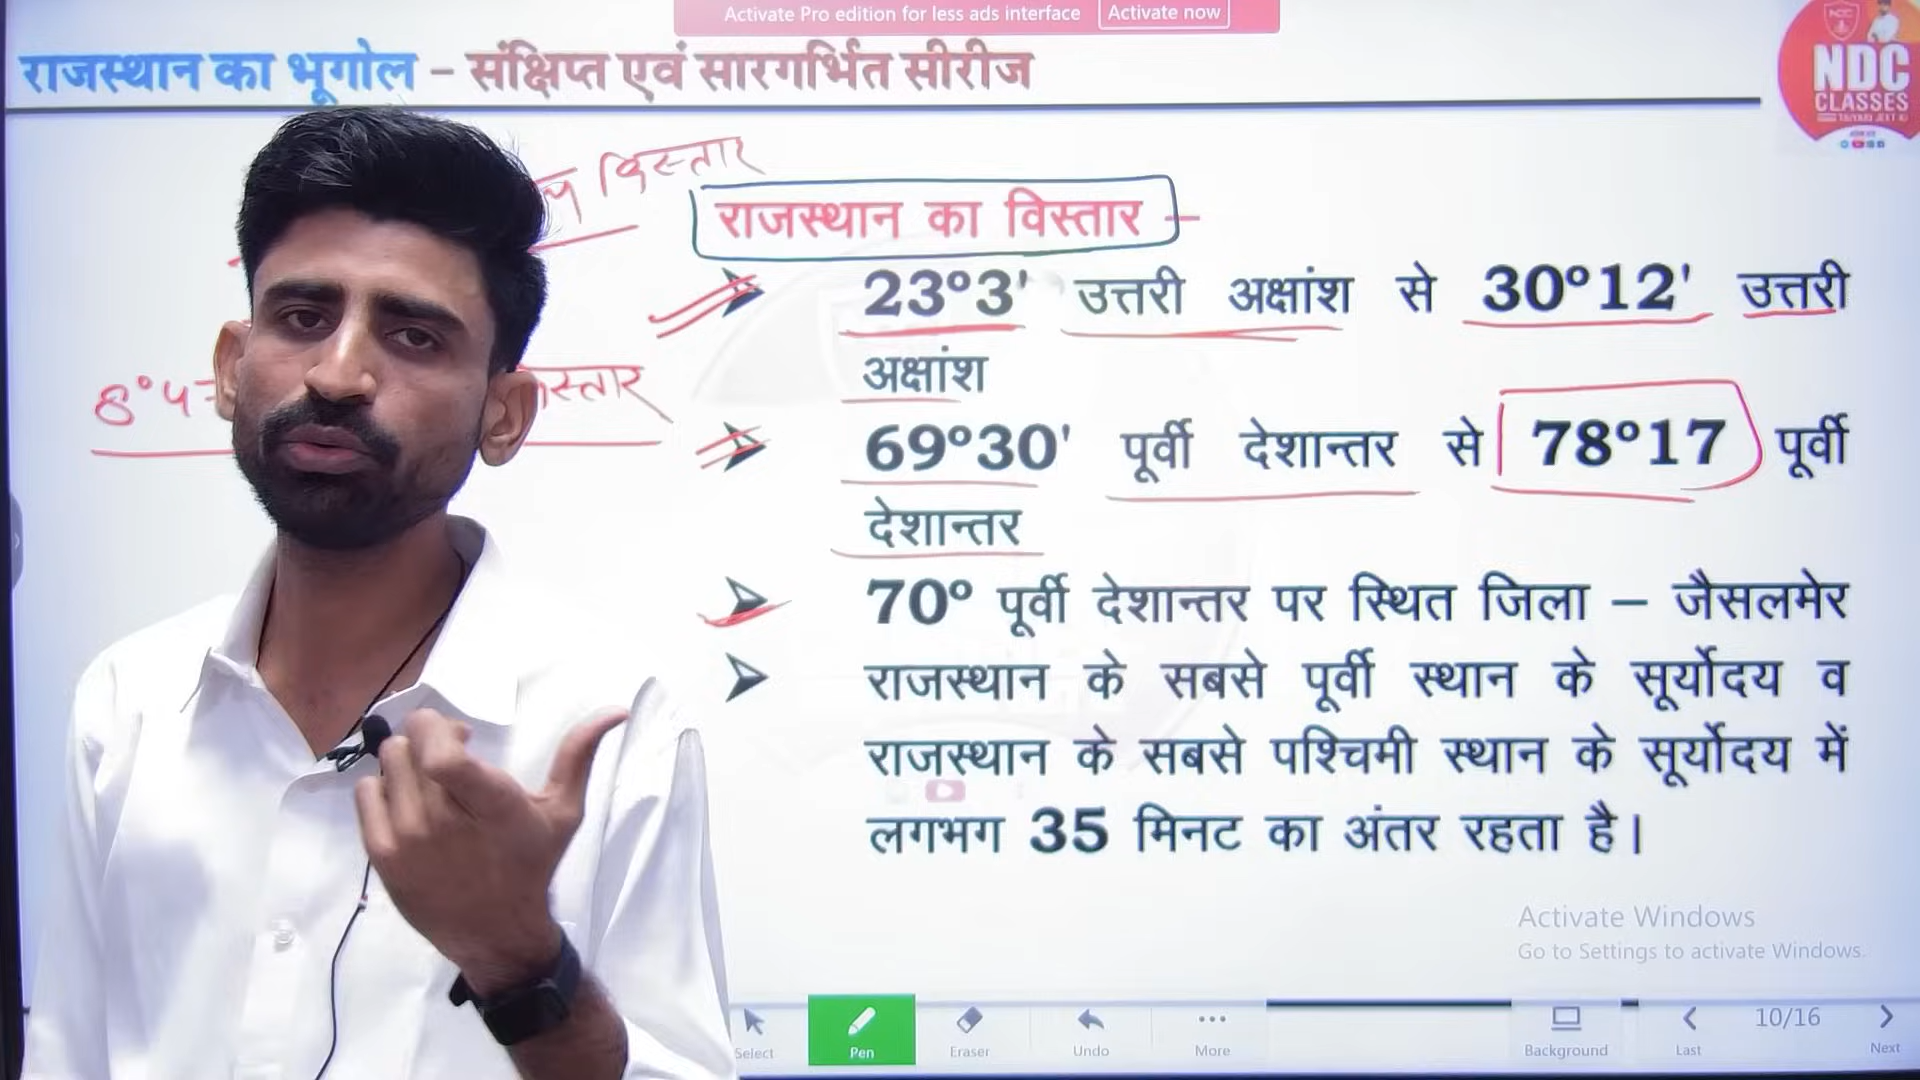 Activate Pro edition for less ads interface Activate now
राजस्थान का भूगोल – संक्षिप्त एवं सारगर्भित सीरीज
NDC
CLASSES
विस्तार
राजस्थान का विस्तार –
23°3' उत्तरी अक्षांश से 30°12' उत्तरी
अक्षांश
69°30' पूर्वी देशान्तर से 78°17 पूर्वी
देशान्तर
70° पूर्वी देशान्तर पर स्थित जिला – जैसलमेर
राजस्थान के सबसे पूर्वी स्थान के सूर्योदय व
राजस्थान के सबसे पश्चिमी स्थान के सूर्योदय में
लगभग 35 मिनट का अंतर रहता है।
Activate Windows
Go to Settings to activate Windows.
Select Pen Eraser Undo More Background Last 10/16 Next